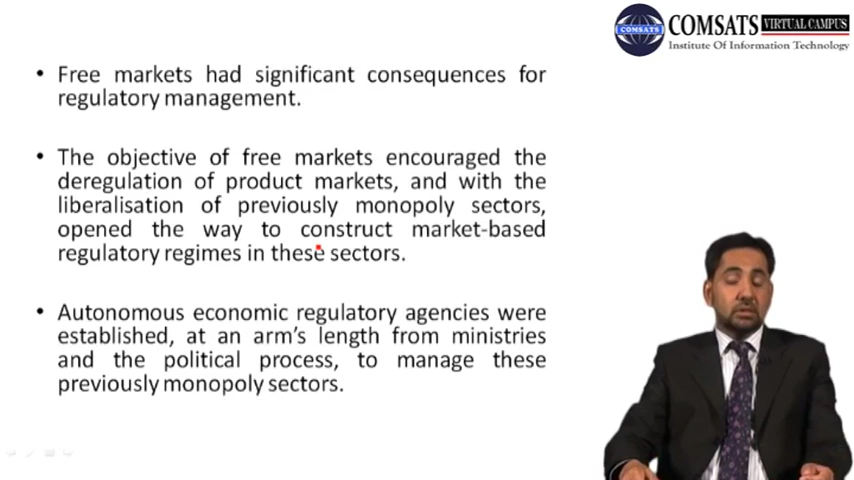 COMSATS VIRTUAL CAMPUS
Institute Of Information Technology
COMSATS
• Free markets had significant consequences for
regulatory management.
• The objective of free markets encouraged the
deregulation of product markets, and with the
liberalisation of previously monopoly sectors,
opened the way to construct market-based
regulatory regimes in these sectors.
• Autonomous economic regulatory agencies were
established, at an arm's length from ministries
and the political process, to manage these
previously monopoly sectors.